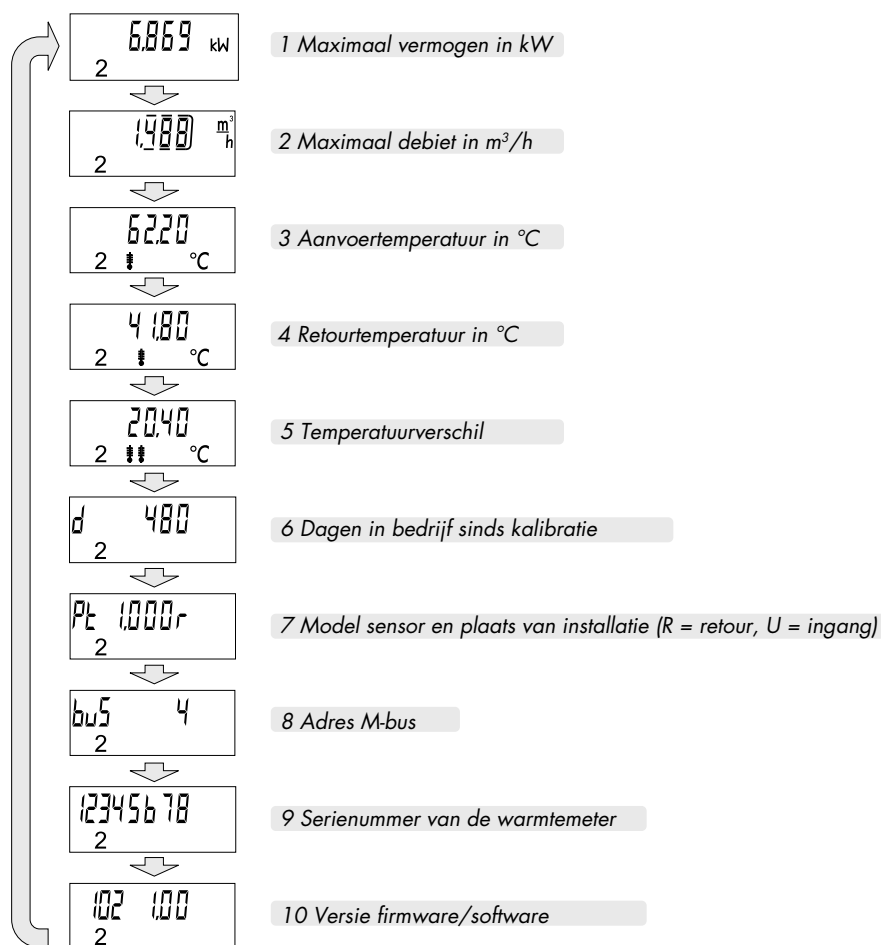 6,869 kW
2
1 Maximaal vermogen in kW
1,488 m³/h
2
2 Maximaal debiet in m³/h
62,20
2 °C
3 Aanvoertemperatuur in °C
41,80
2 °C
4 Retourtemperatuur in °C
20,40
2 °C
5 Temperatuurverschil
d 480
2
6 Dagen in bedrijf sinds kalibratie
Pt 1,000r
2
7 Model sensor en plaats van installatie (R = retour, U = ingang)
buS 4
2
8 Adres M-bus
12345b78
2
9 Serienummer van de warmtemeter
102 1,00
2
10 Versie firmware/software